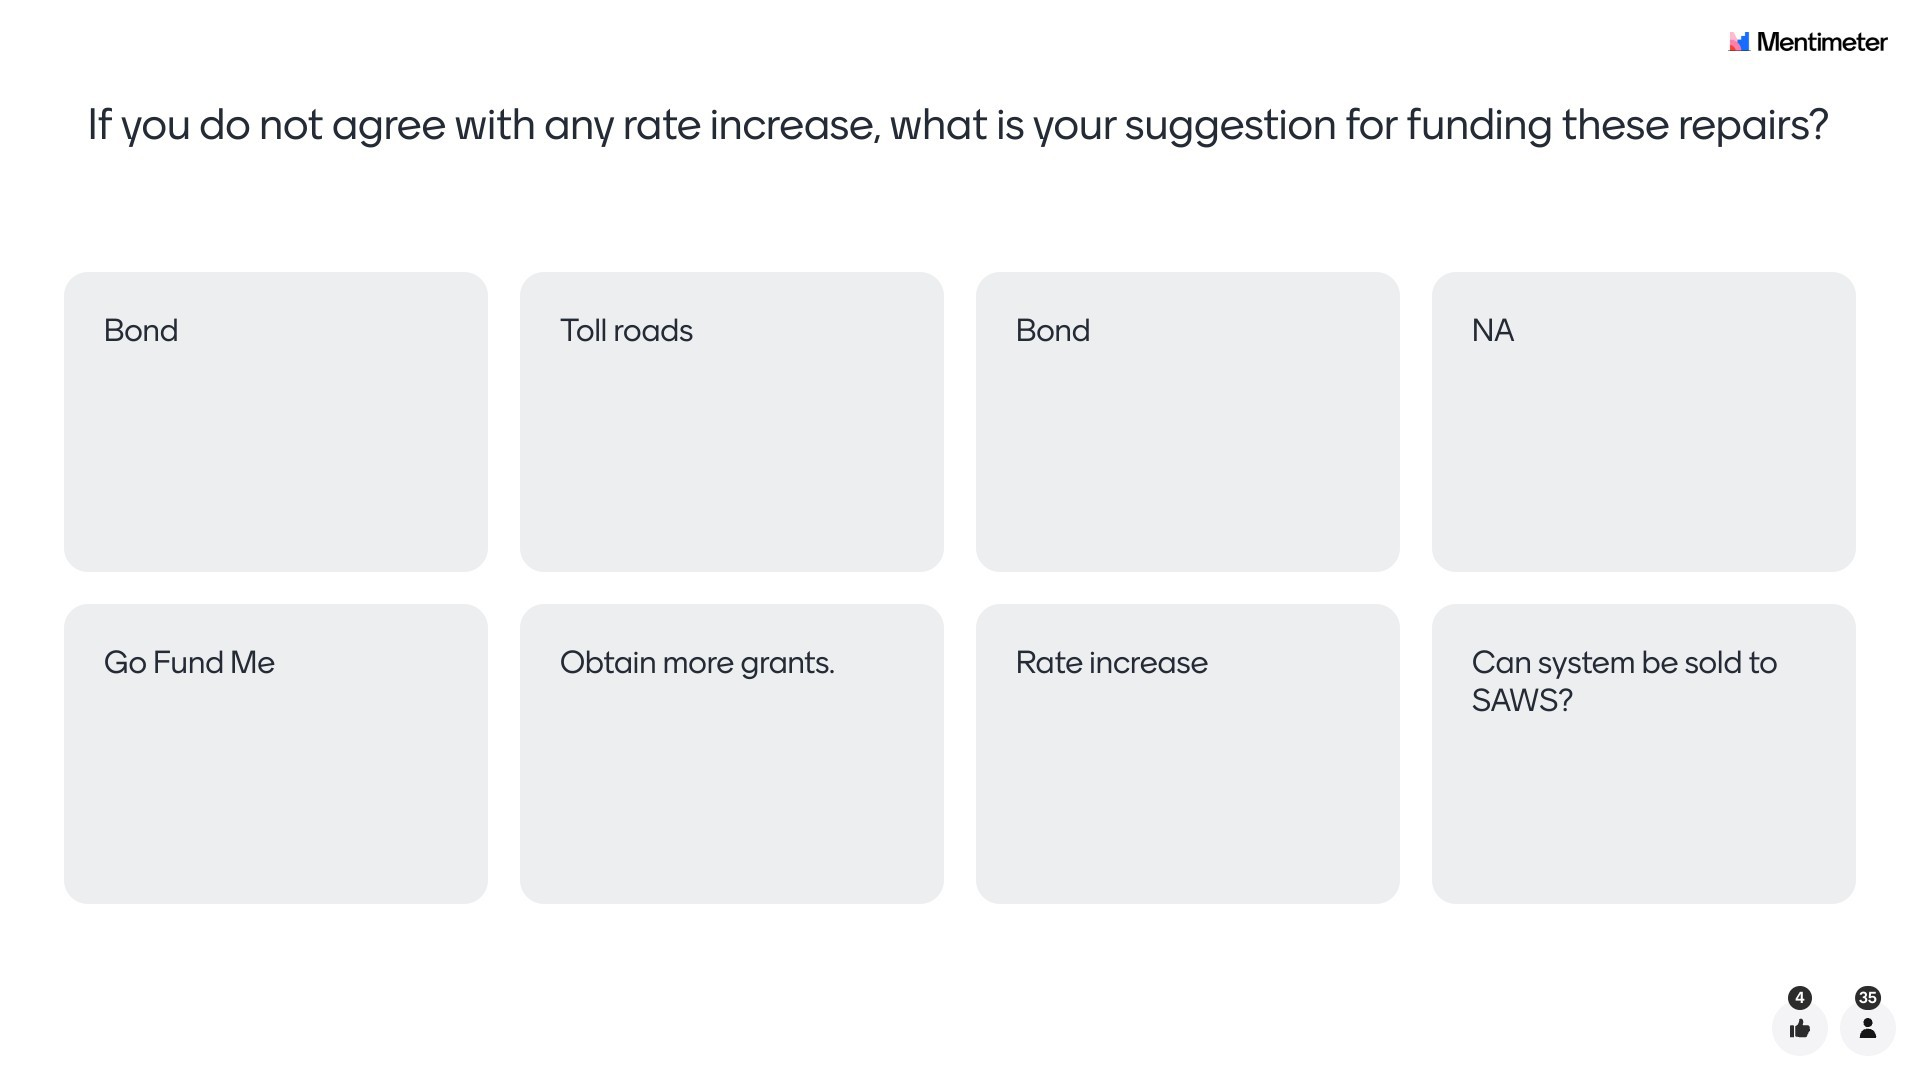 Mentimeter
If you do not agree with any rate increase, what is your suggestion for funding these repairs?
Bond
Toll roads
Bond
NA
Go Fund Me
Obtain more grants.
Rate increase
Can system be sold to
SAWS?
4
35